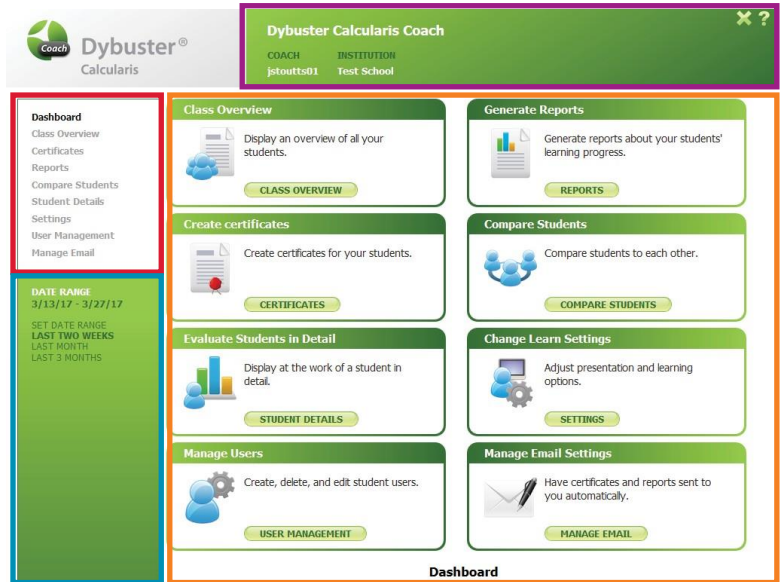 Coach
Dybuster®
Calcularis
Dybuster Calcularis Coach
COACH INSTITUTION
jstoutts01 Test School
Dashboard
Class Overview
Certificates
Reports
Compare Students
Student Details
Settings
User Management
Manage Email
DATE RANGE
3/13/17 - 3/27/17
SET DATE RANGE
LAST TWO WEEKS
LAST MONTH
LAST 3 MONTHS
Class Overview
Display an overview of all your
students.
CLASS OVERVIEW
Generate Reports
Generate reports about your students'
learning progress.
REPORTS
Create certificates
Create certificates for your students.
CERTIFICATES
Compare Students
Compare students to each other.
COMPARE STUDENTS
Evaluate Students in Detail
Display at the work of a student in
detail.
STUDENT DETAILS
Change Learn Settings
Adjust presentation and learning
options.
SETTINGS
Manage Users
Create, delete, and edit student users.
USER MANAGEMENT
Manage Email Settings
Have certificates and reports sent to
you automatically.
MANAGE EMAIL
Dashboard